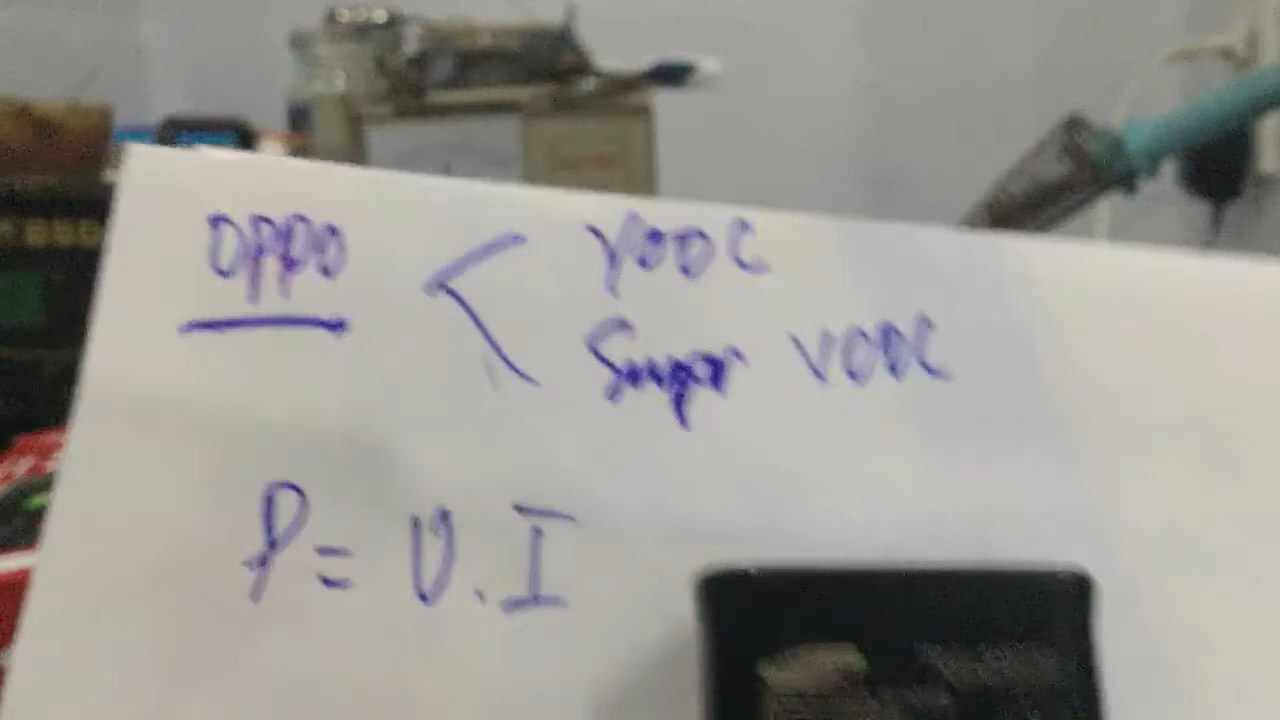 OPPO < VOOC
Super VOOC
P = U.I